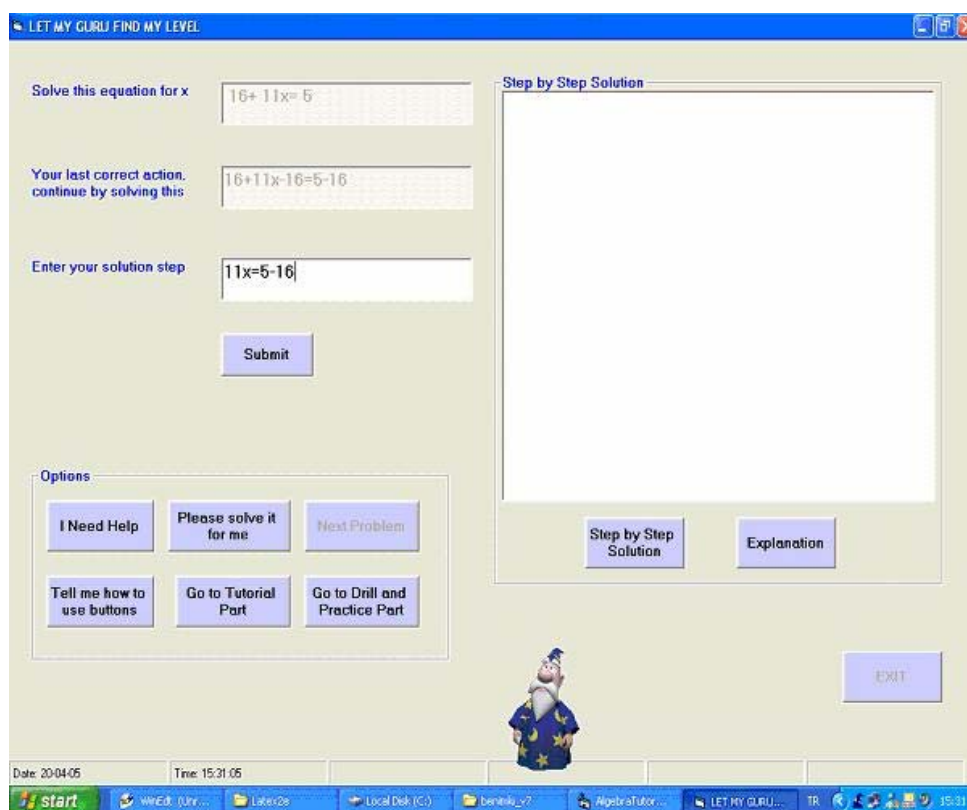 LET MY GURU FIND MY LEVEL
Solve this equation for x
16+ 11x= 5
Your last correct action,
continue by solving this
16+11x-16=5-16
Enter your solution step
11x=5-16
Submit
Step by Step Solution
Options
I Need Help
Please solve it
for me
Next Problem
Tell me how to
use buttons
Go to Tutorial
Part
Go to Drill and
Practice Part
Step by Step
Solution
Explanation
EXIT
Date: 20-04-05
Time: 15:31:05
start
WinEdt
Latex2e
Local Disk (C:)
AlgebraTutor...
LET MY GURU...
TR
15:31